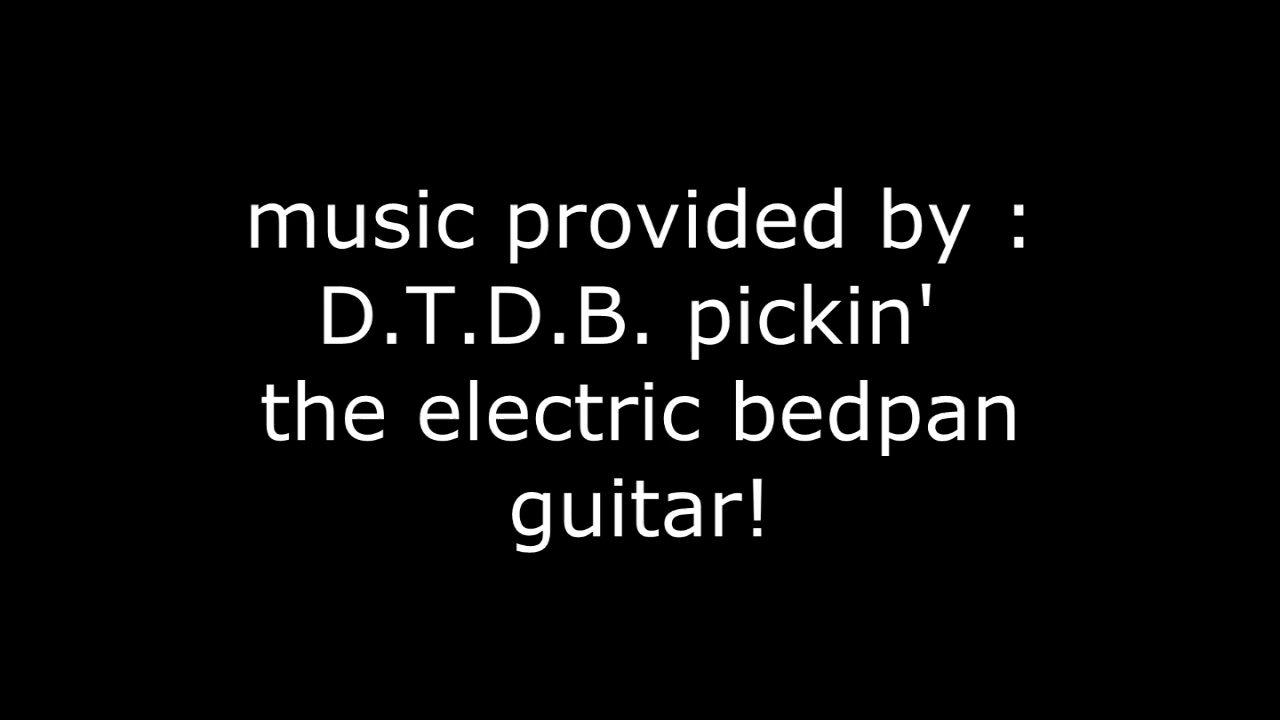 music provided by :
D.T.D.B. pickin'
the electric bedpan
guitar!